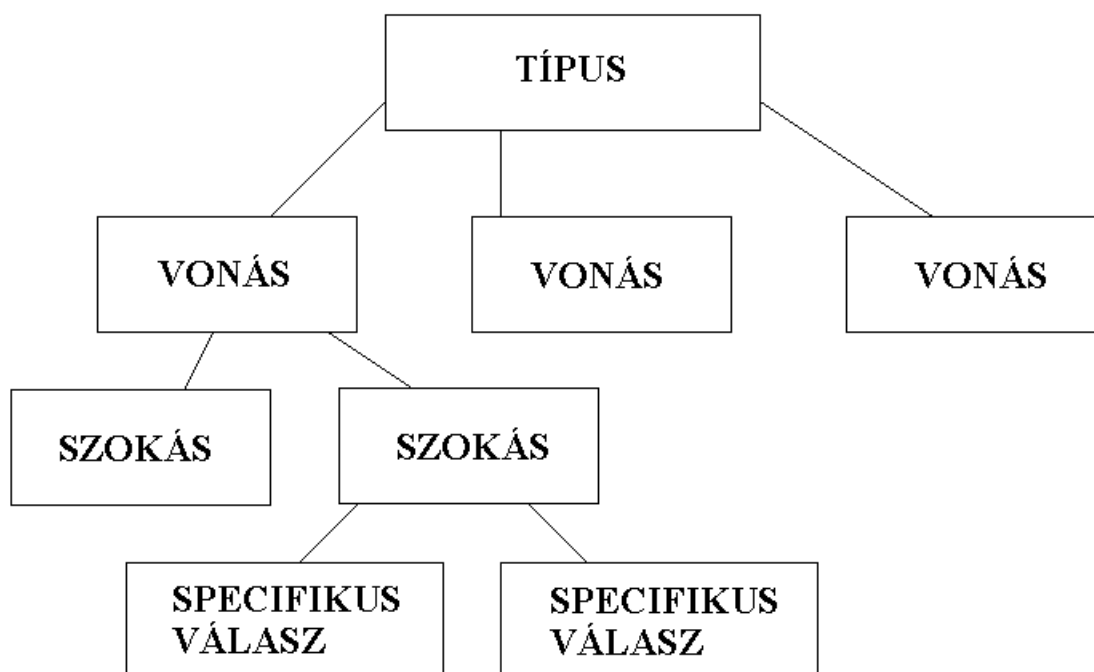 TÍPUS
VONÁS
VONÁS
VONÁS
SZOKÁS
SZOKÁS
SPECIFIKUS
VÁLASZ
SPECIFIKUS
VÁLASZ